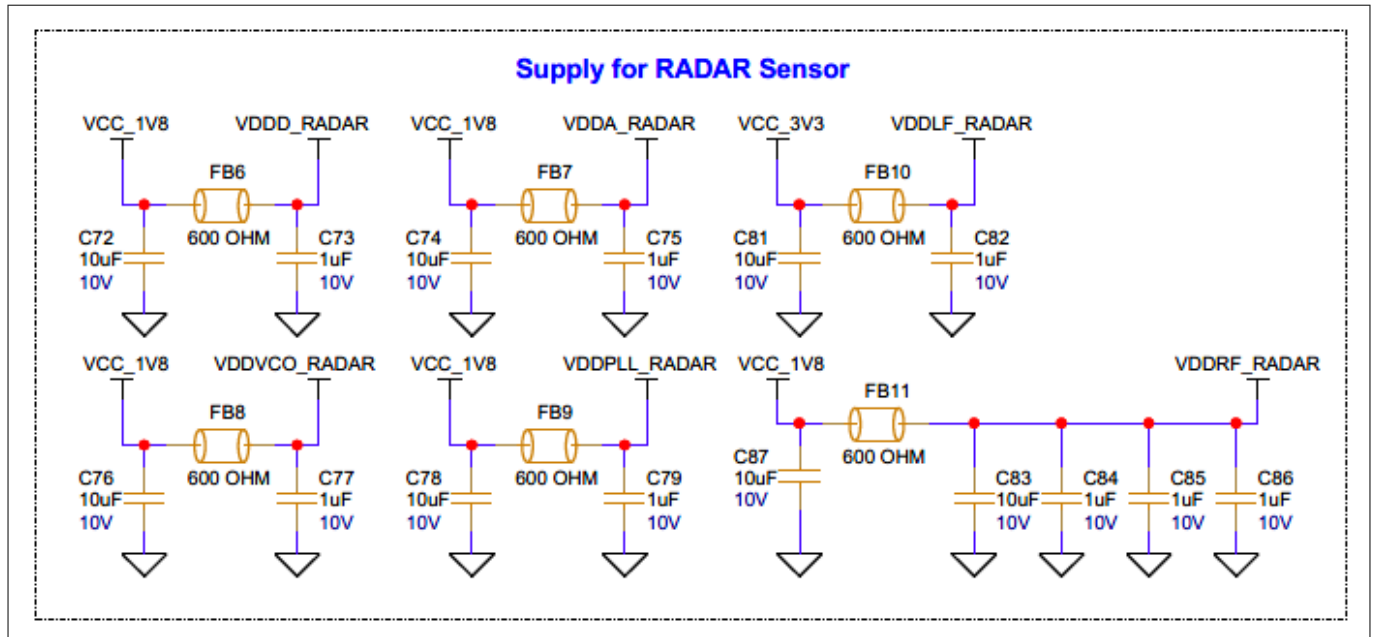 Supply for RADAR Sensor
VCC_1V8 VDDD_RADAR VCC_1V8 VDDA_RADAR VCC_3V3 VDDLF_RADAR
FB6 FB7 FB10
600 OHM 600 OHM 600 OHM
C72 C73 C74 C75 C81 C82
10uF 1uF 10uF 1uF 10uF 1uF
10V 10V 10V 10V 10V 10V
VCC_1V8 VDDVCO_RADAR VCC_1V8 VDDPLL_RADAR VCC_1V8 VDDRF_RADAR
FB8 FB9 FB11
600 OHM 600 OHM 600 OHM
C76 C77 C78 C79 C87 C83 C84 C85 C86
10uF 1uF 10uF 1uF 10uF 10uF 1uF 1uF 1uF
10V 10V 10V 10V 10V 10V 10V 10V 10V